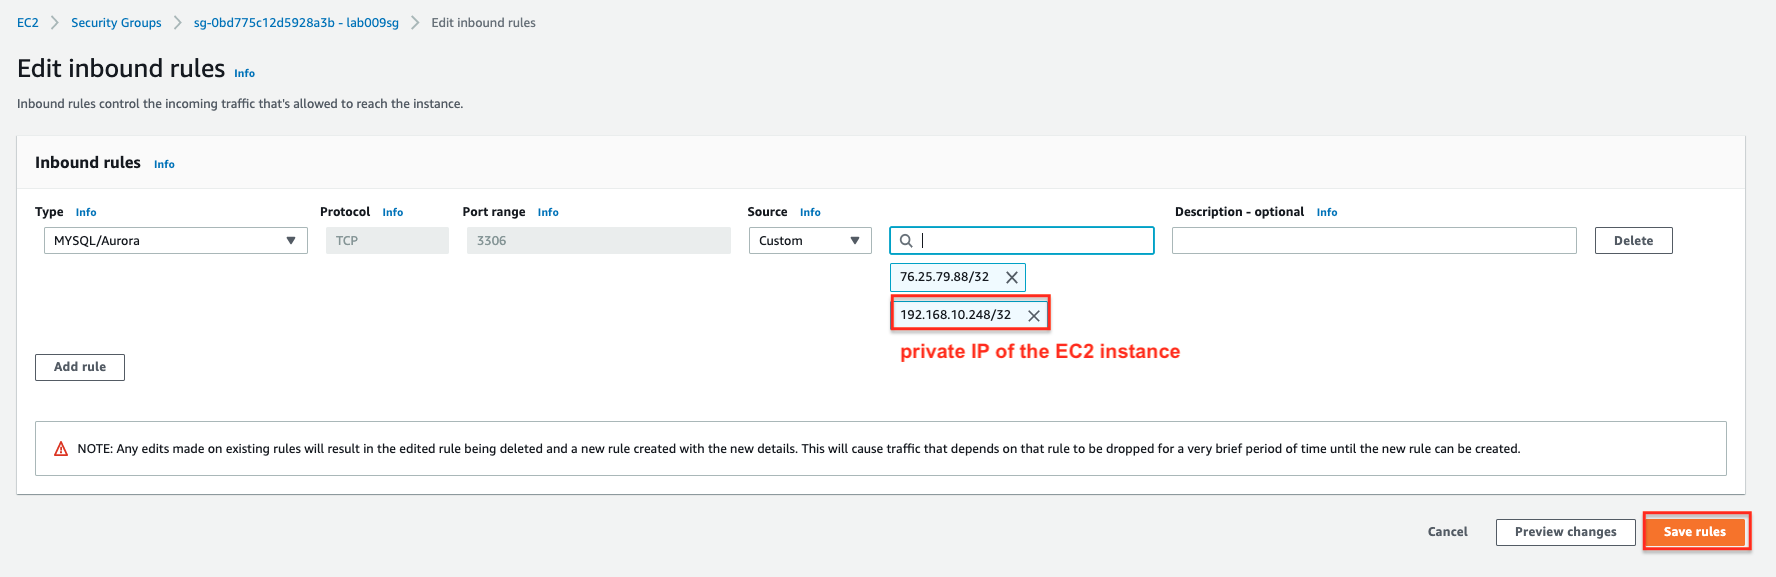 EC2 > Security Groups > sg-0bd775c12d5928a3b - lab009sg > Edit inbound rules
Edit inbound rules Info
Inbound rules control the incoming traffic that's allowed to reach the instance.
Inbound rules Info
Type Info Protocol Info Port range Info Source Info Description - optional Info
MYSQL/Aurora TCP 3306 Custom Delete
76.25.79.88/32
192.168.10.248/32
private IP of the EC2 instance
Add rule
NOTE: Any edits made on existing rules will result in the edited rule being deleted and a new rule created with the new details. This will cause traffic that depends on that rule to be dropped for a very brief period of time until the new rule can be created.
Cancel Preview changes Save rules